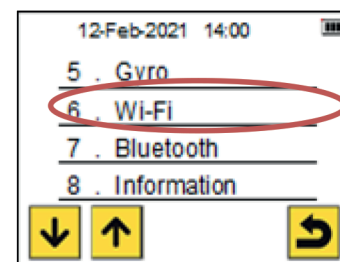 12-Feb-2021 14:00
5 . Gyro
6 . Wi-Fi
7 . Bluetooth
8 . Information